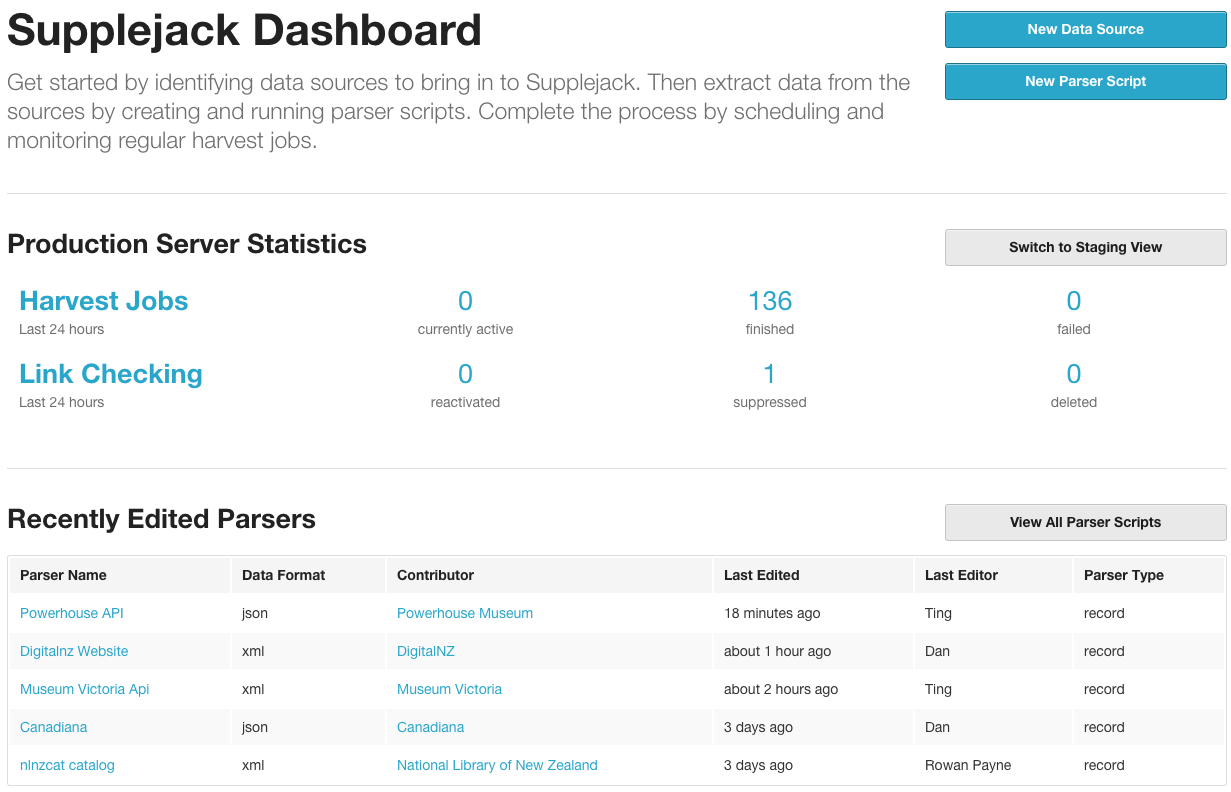 Supplejack Dashboard
New Data Source
Get started by identifying data sources to bring in to Supplejack. Then extract data from the
sources by creating and running parser scripts. Complete the process by scheduling and
monitoring regular harvest jobs.
New Parser Script
Production Server Statistics
Switch to Staging View
Harvest Jobs 0 136 0
Last 24 hours currently active finished failed
Link Checking 0 1 0
Last 24 hours reactivated suppressed deleted
Recently Edited Parsers
View All Parser Scripts
Parser Name Data Format Contributor Last Edited Last Editor Parser Type
Powerhouse API json Powerhouse Museum 18 minutes ago Ting record
Digitalnz Website xml DigitalNZ about 1 hour ago Dan record
Museum Victoria Api xml Museum Victoria about 2 hours ago Ting record
Canadiana json Canadiana 3 days ago Dan record
nlnzcat catalog xml National Library of New Zealand 3 days ago Rowan Payne record